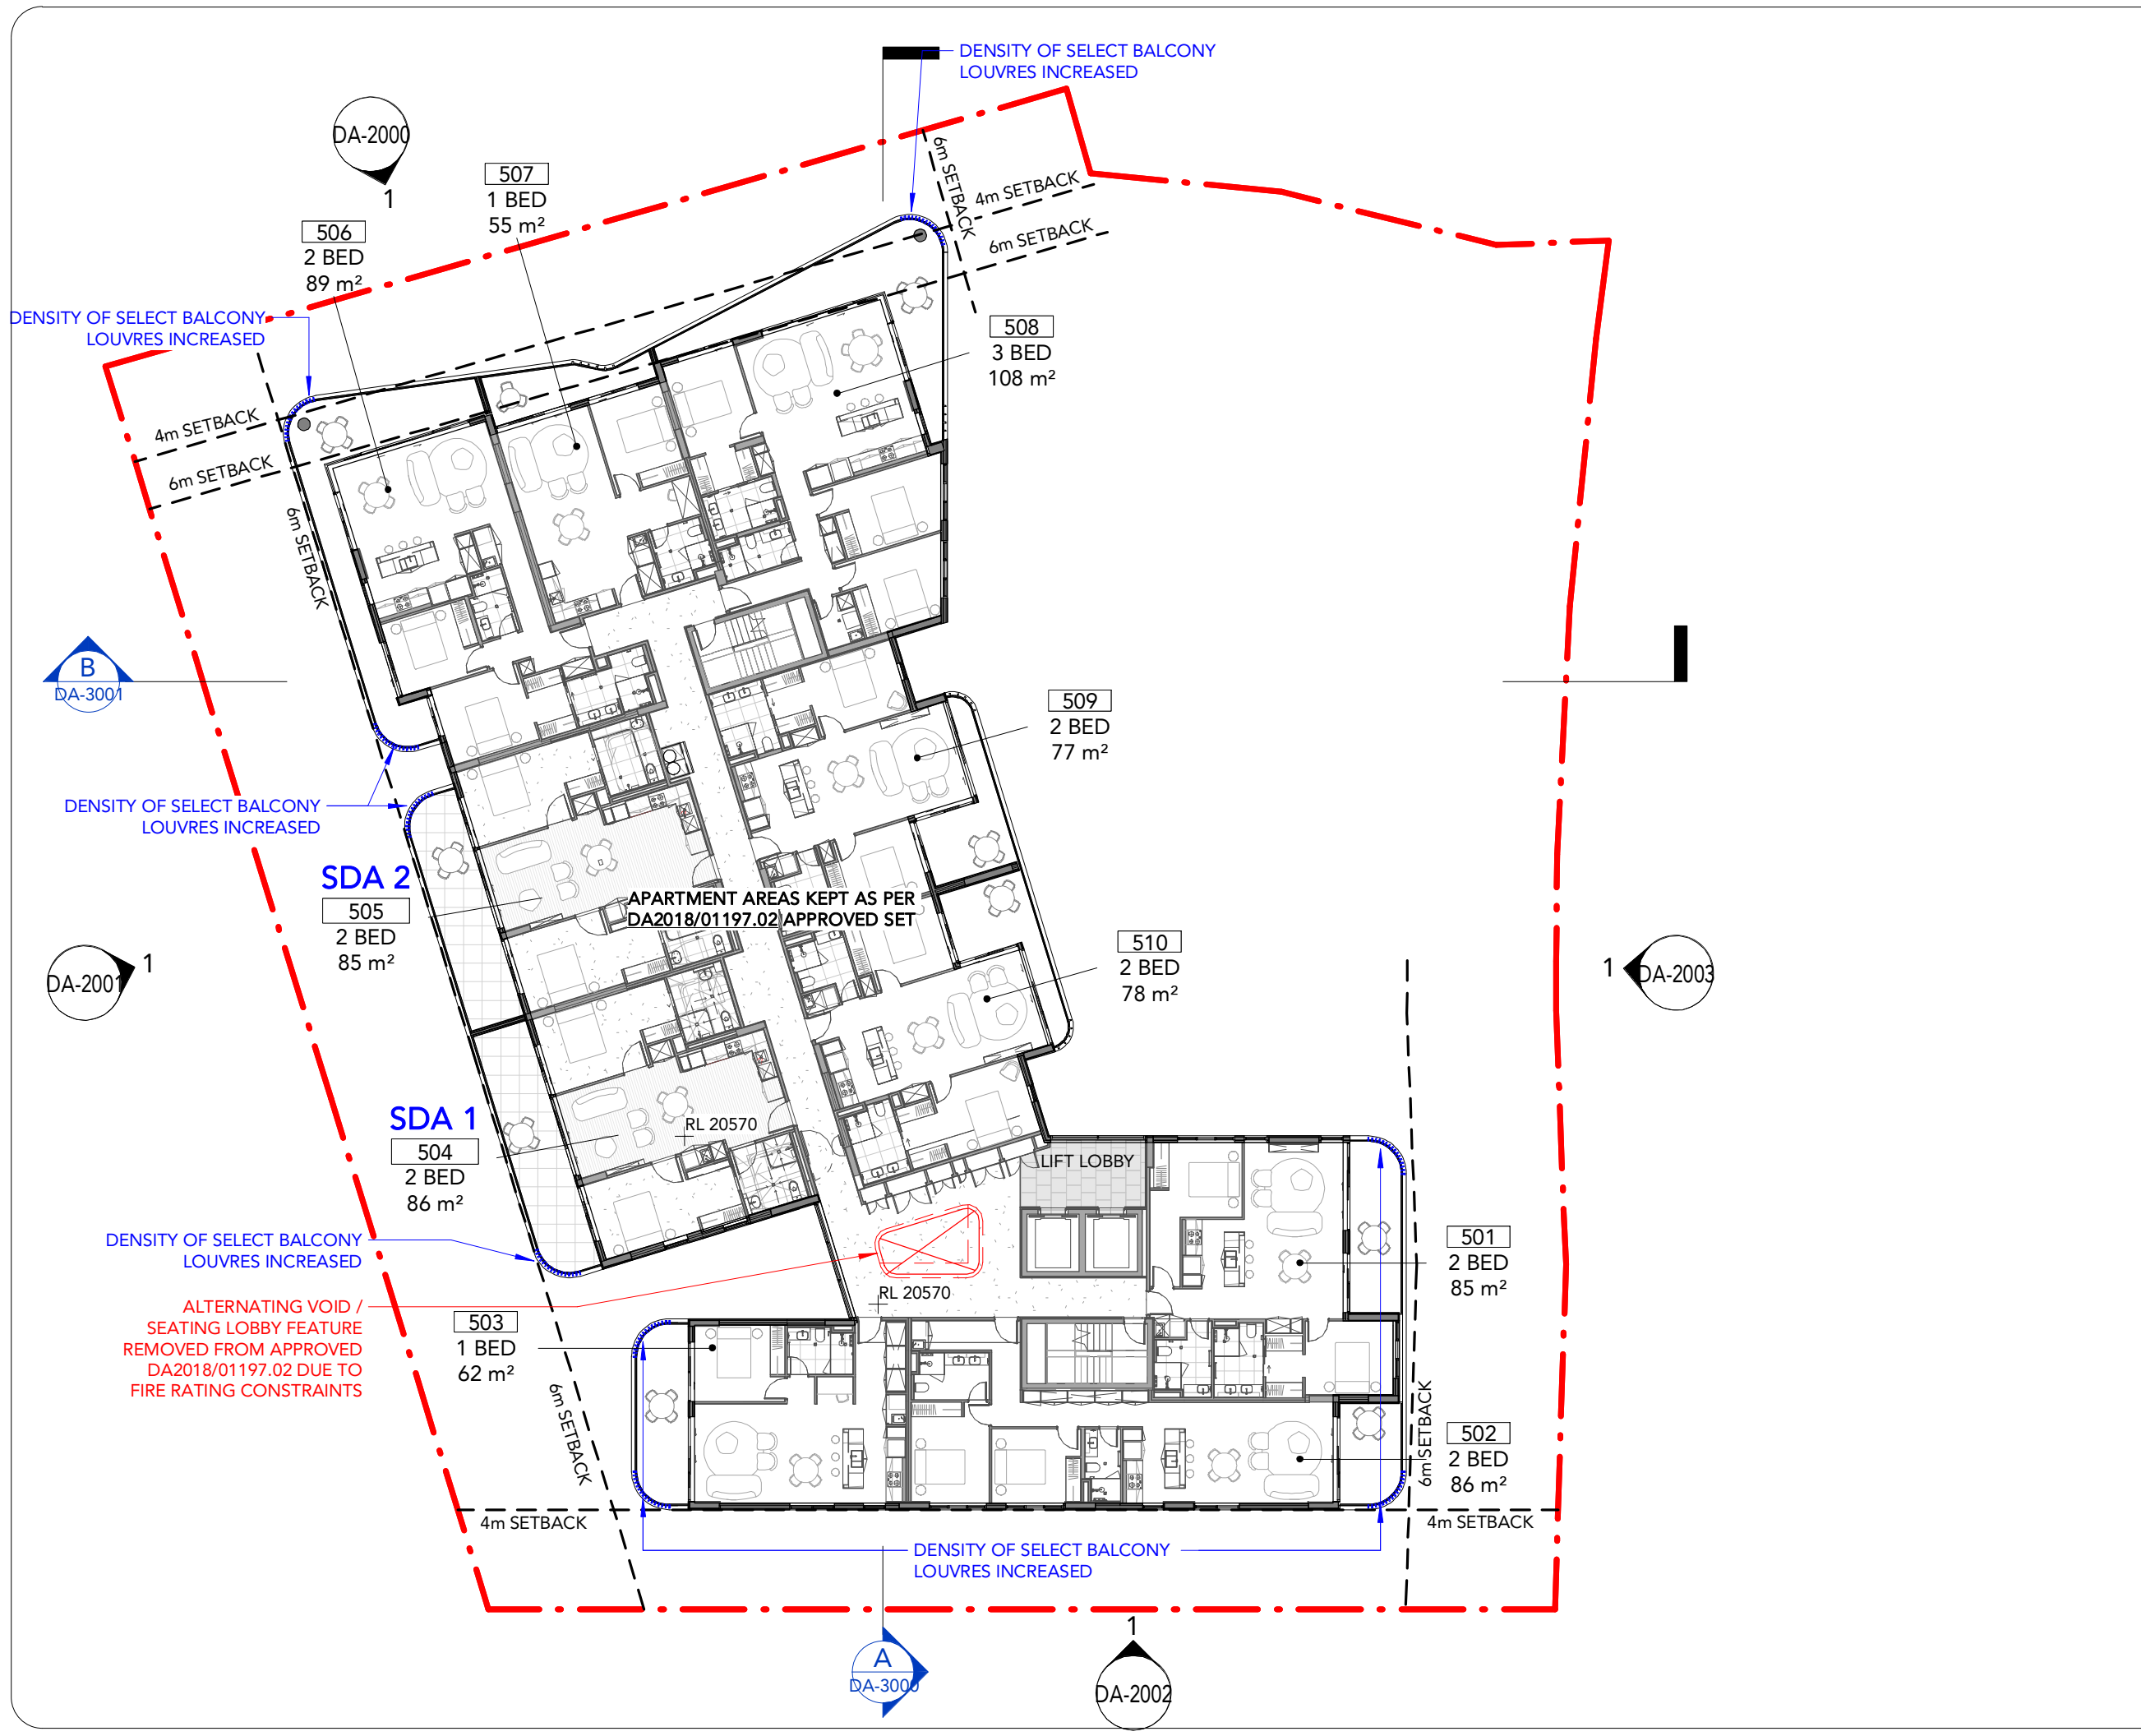 DENSITY OF SELECT BALCONY
LOUVRES INCREASED
DA-2000
1
507
1 BED
55 m²
506
2 BED
89 m²
6m SETBACK
4m SETBACK
6m SETBACK
DENSITY OF SELECT BALCONY
LOUVRES INCREASED
508
3 BED
108 m²
4m SETBACK
6m SETBACK
6m SETBACK
B
DA-3001
509
2 BED
77 m²
DENSITY OF SELECT BALCONY
LOUVRES INCREASED
SDA 2
505
2 BED
85 m²
APARTMENT AREAS KEPT AS PER
DA2018/01197.02 APPROVED SET
510
2 BED
78 m²
DA-2001
1
1
DA-2003
SDA 1
504
2 BED
86 m²
RL 20570
LIFT LOBBY
DENSITY OF SELECT BALCONY
LOUVRES INCREASED
501
2 BED
85 m²
ALTERNATING VOID /
SEATING LOBBY FEATURE
REMOVED FROM APPROVED
DA2018/01197.02 DUE TO
FIRE RATING CONSTRAINTS
RL 20570
503
1 BED
62 m²
6m SETBACK
6m SETBACK
502
2 BED
86 m²
4m SETBACK
4m SETBACK
DENSITY OF SELECT BALCONY
LOUVRES INCREASED
A
DA-3000
1
DA-2002